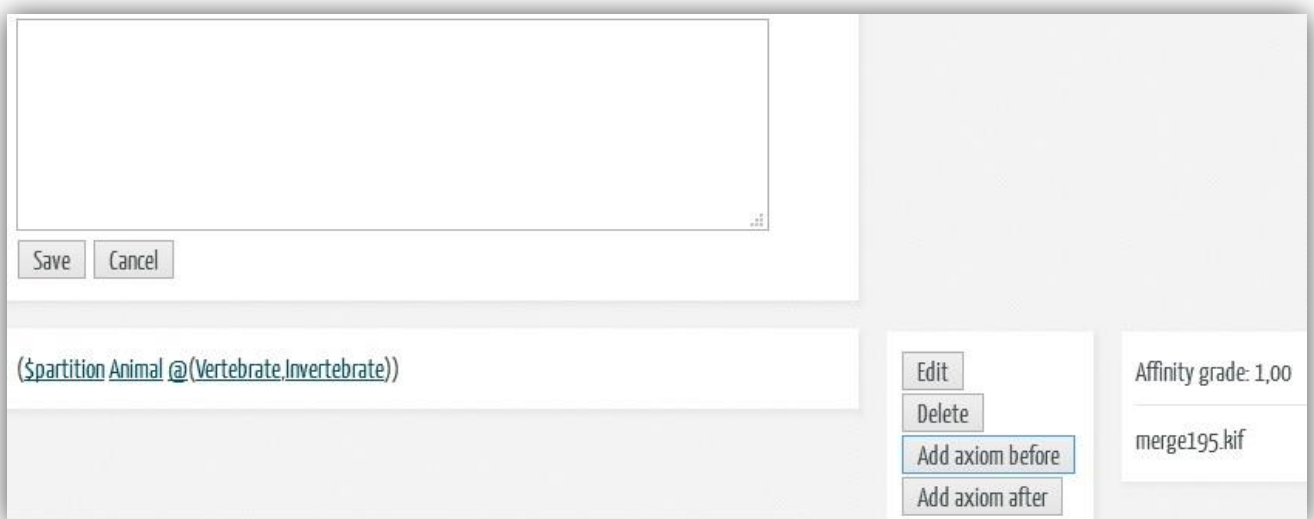 Save Cancel
($partition Animal @(Vertebrate,Invertebrate))
Edit
Delete
Add axiom before
Add axiom after
Affinity grade: 1,00
merge195.kif